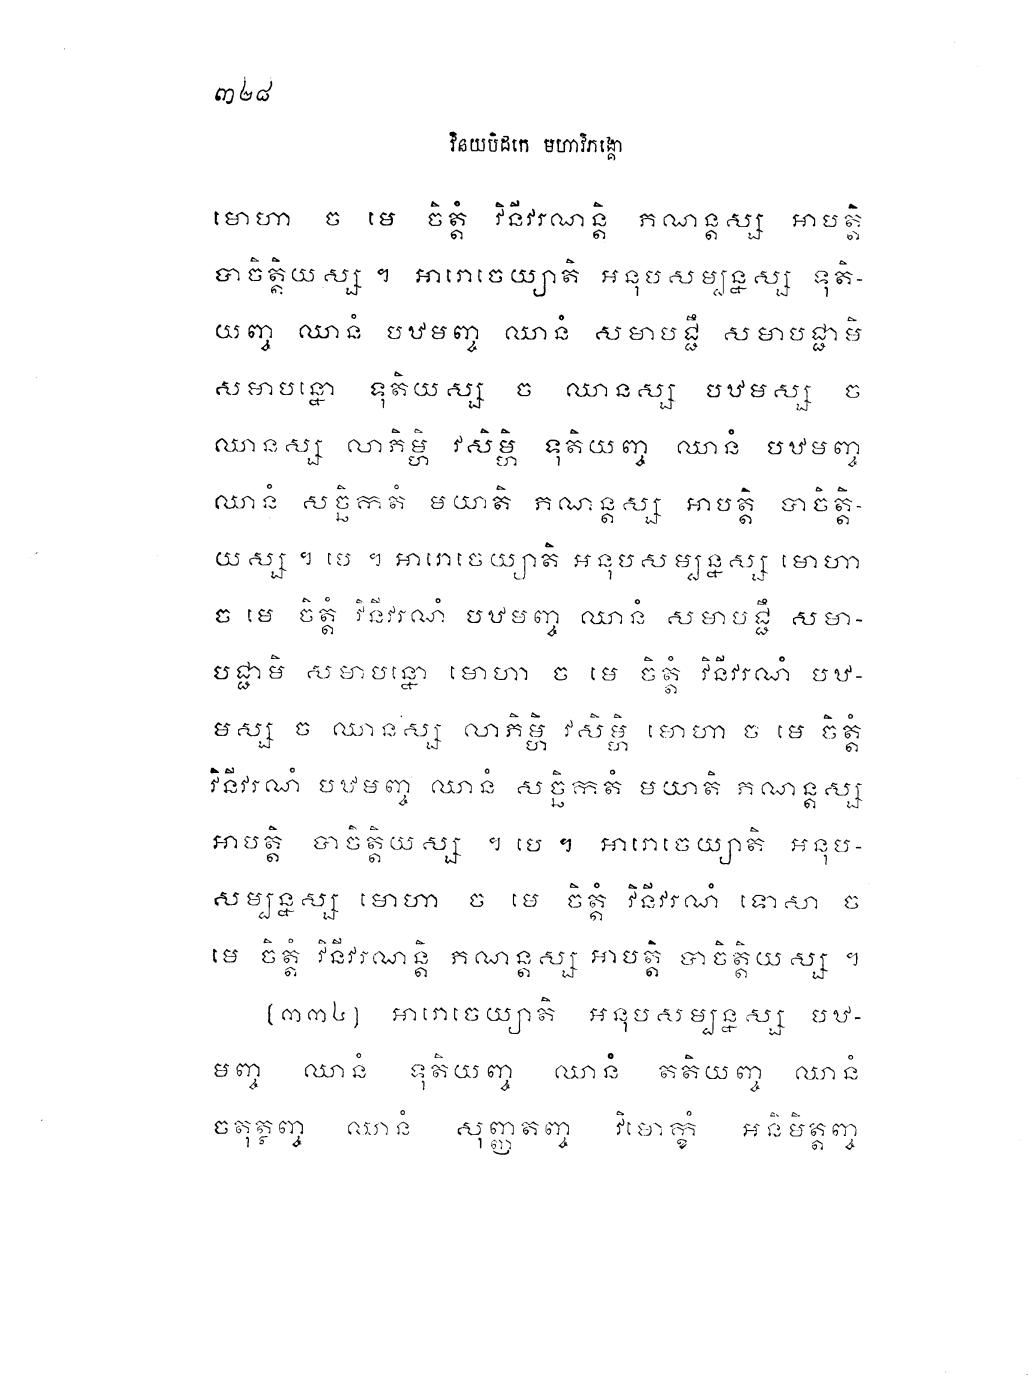 ៣២៨
វិនយបិដកេ មហាវិភង្គោ
មោហា ច មេ ចិត្តំ វិនីវរណន្តិ ភណន្តស្ស អាបត្តិ
បាចិត្តិយស្ស ។ អារោចេយ្យាតិ អនុបសម្បន្នស្ស ទុតិ-
យញ្ច ឈានំ បឋមញ្ច ឈានំ សមាបជ្ជឹ សមាបជ្ជាមិ
សមាបន្នោ ទុតិយស្ស ច ឈានស្ស បឋមស្ស ច
ឈានស្ស លាភិម្ហិ វសិម្ហិ ទុតិយញ្ច ឈានំ បឋមញ្ច
ឈានំ សច្ឆិកតំ មយាតិ ភណន្តស្ស អាបត្តិ បាចិត្តិ-
យស្ស ។ បេ ។ អារោចេយ្យាតិ អនុបសម្បន្នស្ស មោហា
ច មេ ចិត្តំ វិនីវរណំ បឋមញ្ច ឈានំ សមាបជ្ជឹ សមា-
បជ្ជាមិ សមាបន្នោ មោហា ច មេ ចិត្តំ វិនីវរណំ បឋ-
មស្ស ច ឈានស្ស លាភិម្ហិ វសិម្ហិ មោហា ច មេ ចិត្តំ
វិនីវរណំ បឋមញ្ច ឈានំ សច្ឆិកតំ មយាតិ ភណន្តស្ស
អាបត្តិ បាចិត្តិយស្ស ។ បេ ។ អារោចេយ្យាតិ អនុប-
សម្បន្នស្ស មោហា ច មេ ចិត្តំ វិនីវរណំ ទោសា ច
មេ ចិត្តំ វិនីវរណន្តិ ភណន្តស្ស អាបត្តិ បាចិត្តិយស្ស ។
(៣៣៤) អារោចេយ្យាតិ អនុបសម្បន្នស្ស បឋ-
មញ្ច ឈានំ ទុតិយញ្ច ឈានំ តតិយញ្ច ឈានំ
ចតុត្ថញ្ច ឈានំ សុញ្ញតញ្ច វិមោក្ខំ អនិមិត្តញ្ច